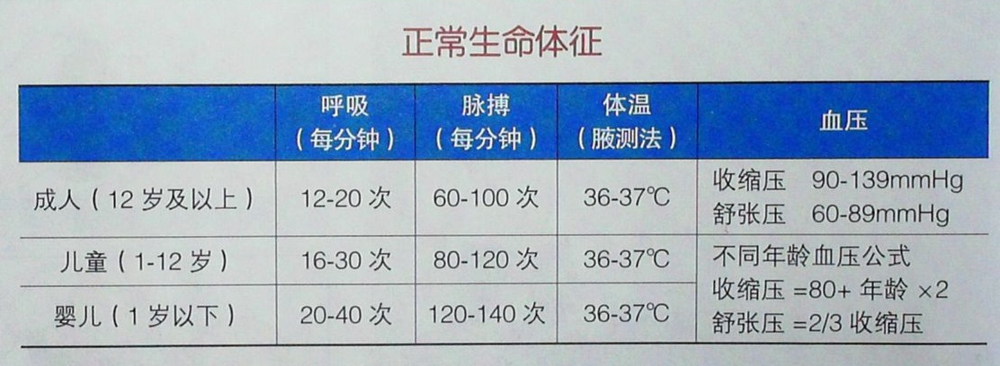 正常生命体征
呼吸 脉搏 体温 血压
（每分钟） （每分钟） （腋测法）
成人（12 岁及以上） 12-20 次 60-100 次 36-37℃ 收缩压 90-139mmHg
舒张压 60-89mmHg
儿童（1-12 岁） 16-30 次 80-120 次 36-37℃ 不同年龄血压公式
收缩压 =80+ 年龄 ×2
婴儿（1 岁以下） 20-40 次 120-140 次 36-37℃ 舒张压 =2/3 收缩压